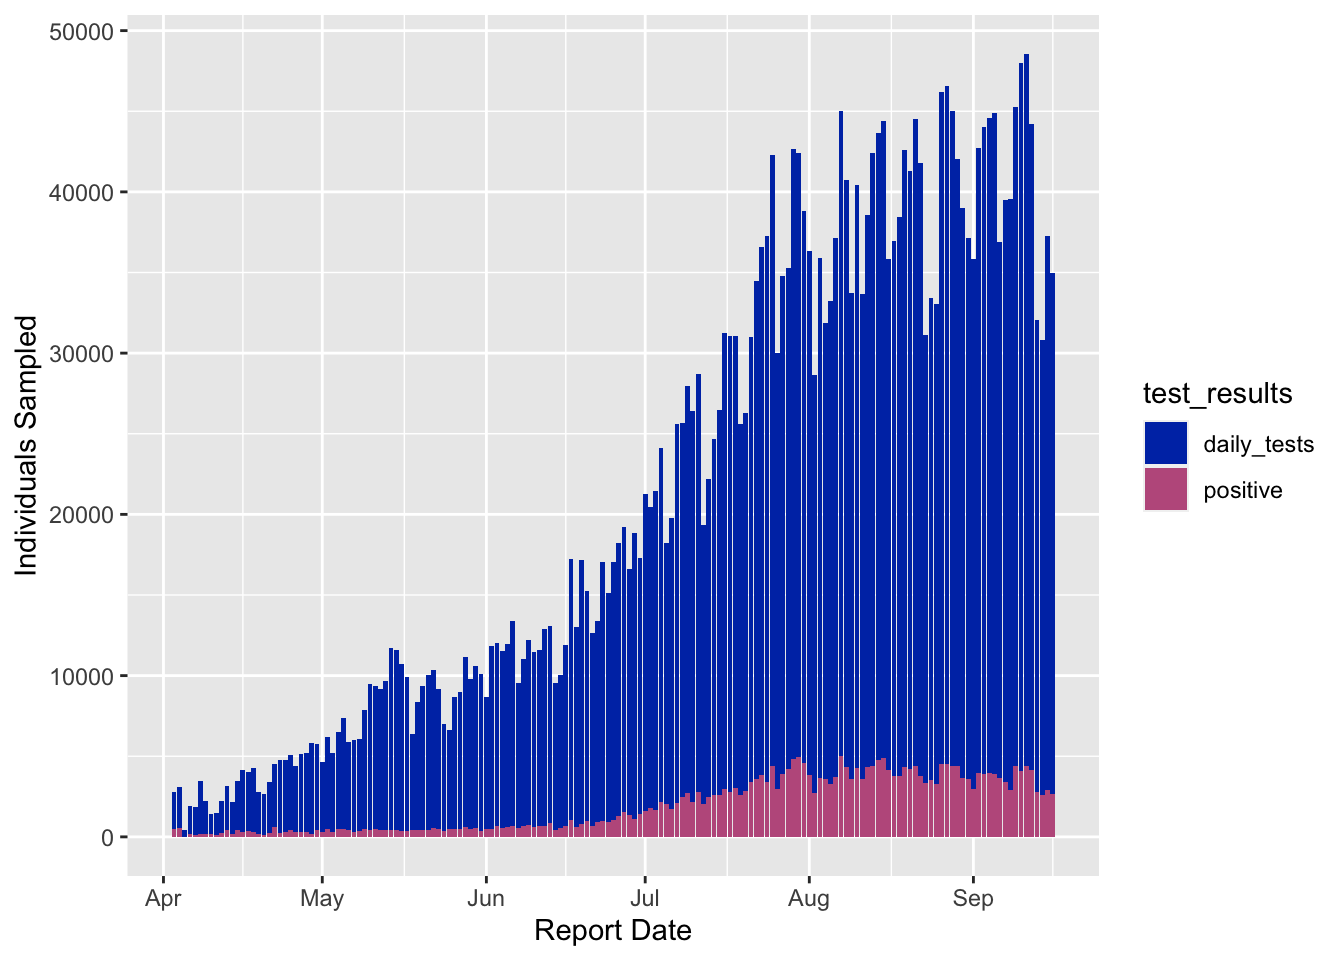 50000
40000
30000
20000
10000
0
Individuals Sampled
Apr May Jun Jul Aug Sep
Report Date
test_results
daily_tests
positive